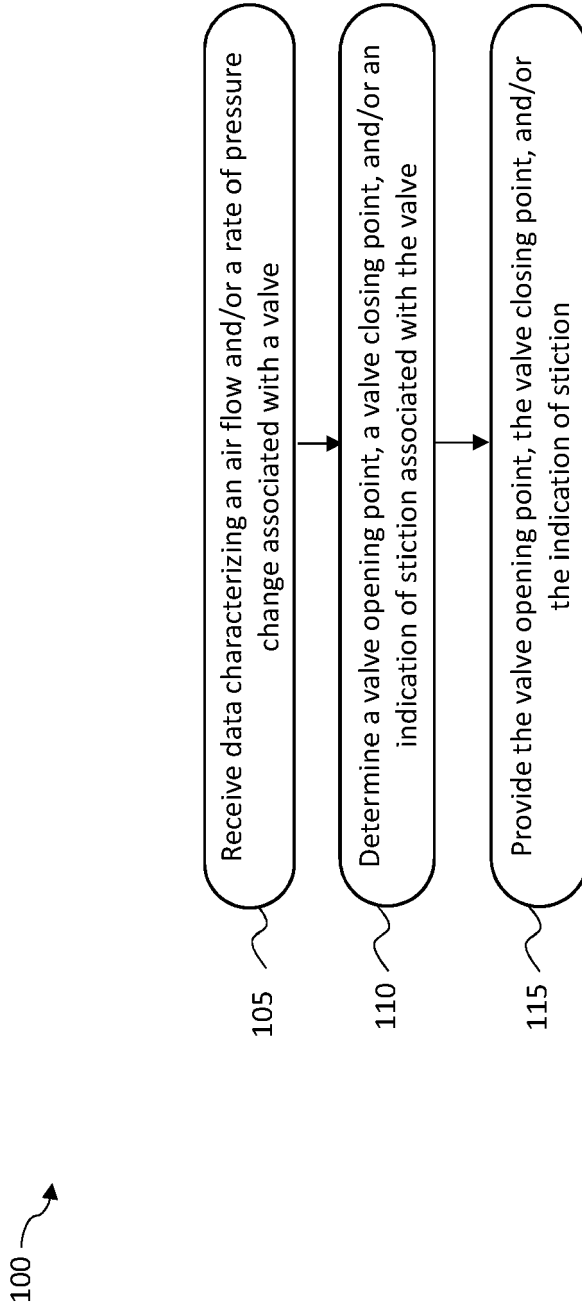 100
105
Receive data characterizing an air flow and/or a rate of pressure
change associated with a valve
110
Determine a valve opening point, a valve closing point, and/or an
indication of stiction associated with the valve
115
Provide the valve opening point, the valve closing point, and/or
the indication of stiction